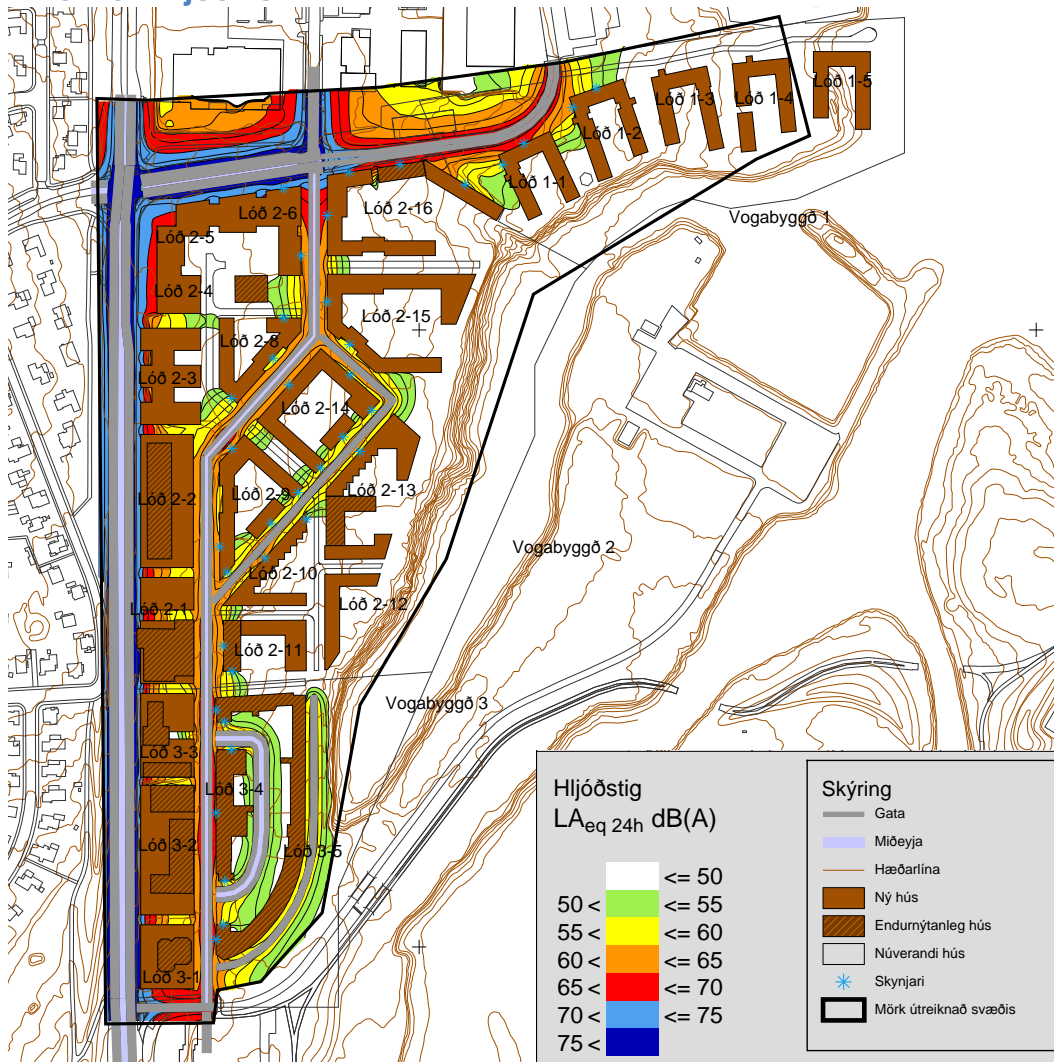 Lóð 1-5
Lóð 1-3
Lóð 1-4
Lóð 1-2
Lóð 1-1
Lóð 2-16
Lóð 2-6
Vogabyggð 1
Lóð 2-5
Lóð 2-4
Lóð 2-15
Lóð 2-8
Lóð 2-3
Lóð 2-14
Lóð 2-13
Lóð 2-9
Lóð 2-2
Vogabyggð 2
Lóð 2-10
Lóð 2-12
Lóð 2-1
Lóð 2-11
Vogabyggð 3
Lóð 3-3
Lóð 3-4
Lóð 3-2
Lóð 3-5
Lóð 3-1
Hljóðstig
LAeq 24h dB(A)
<= 50
50 < <= 55
55 < <= 60
60 < <= 65
65 < <= 70
70 < <= 75
75 <
Skýring
Gata
Miðeyja
Hæðarlína
Ný hús
Endurnýtanleg hús
Núverandi hús
Skynjari
Mörk útreiknað svæðis